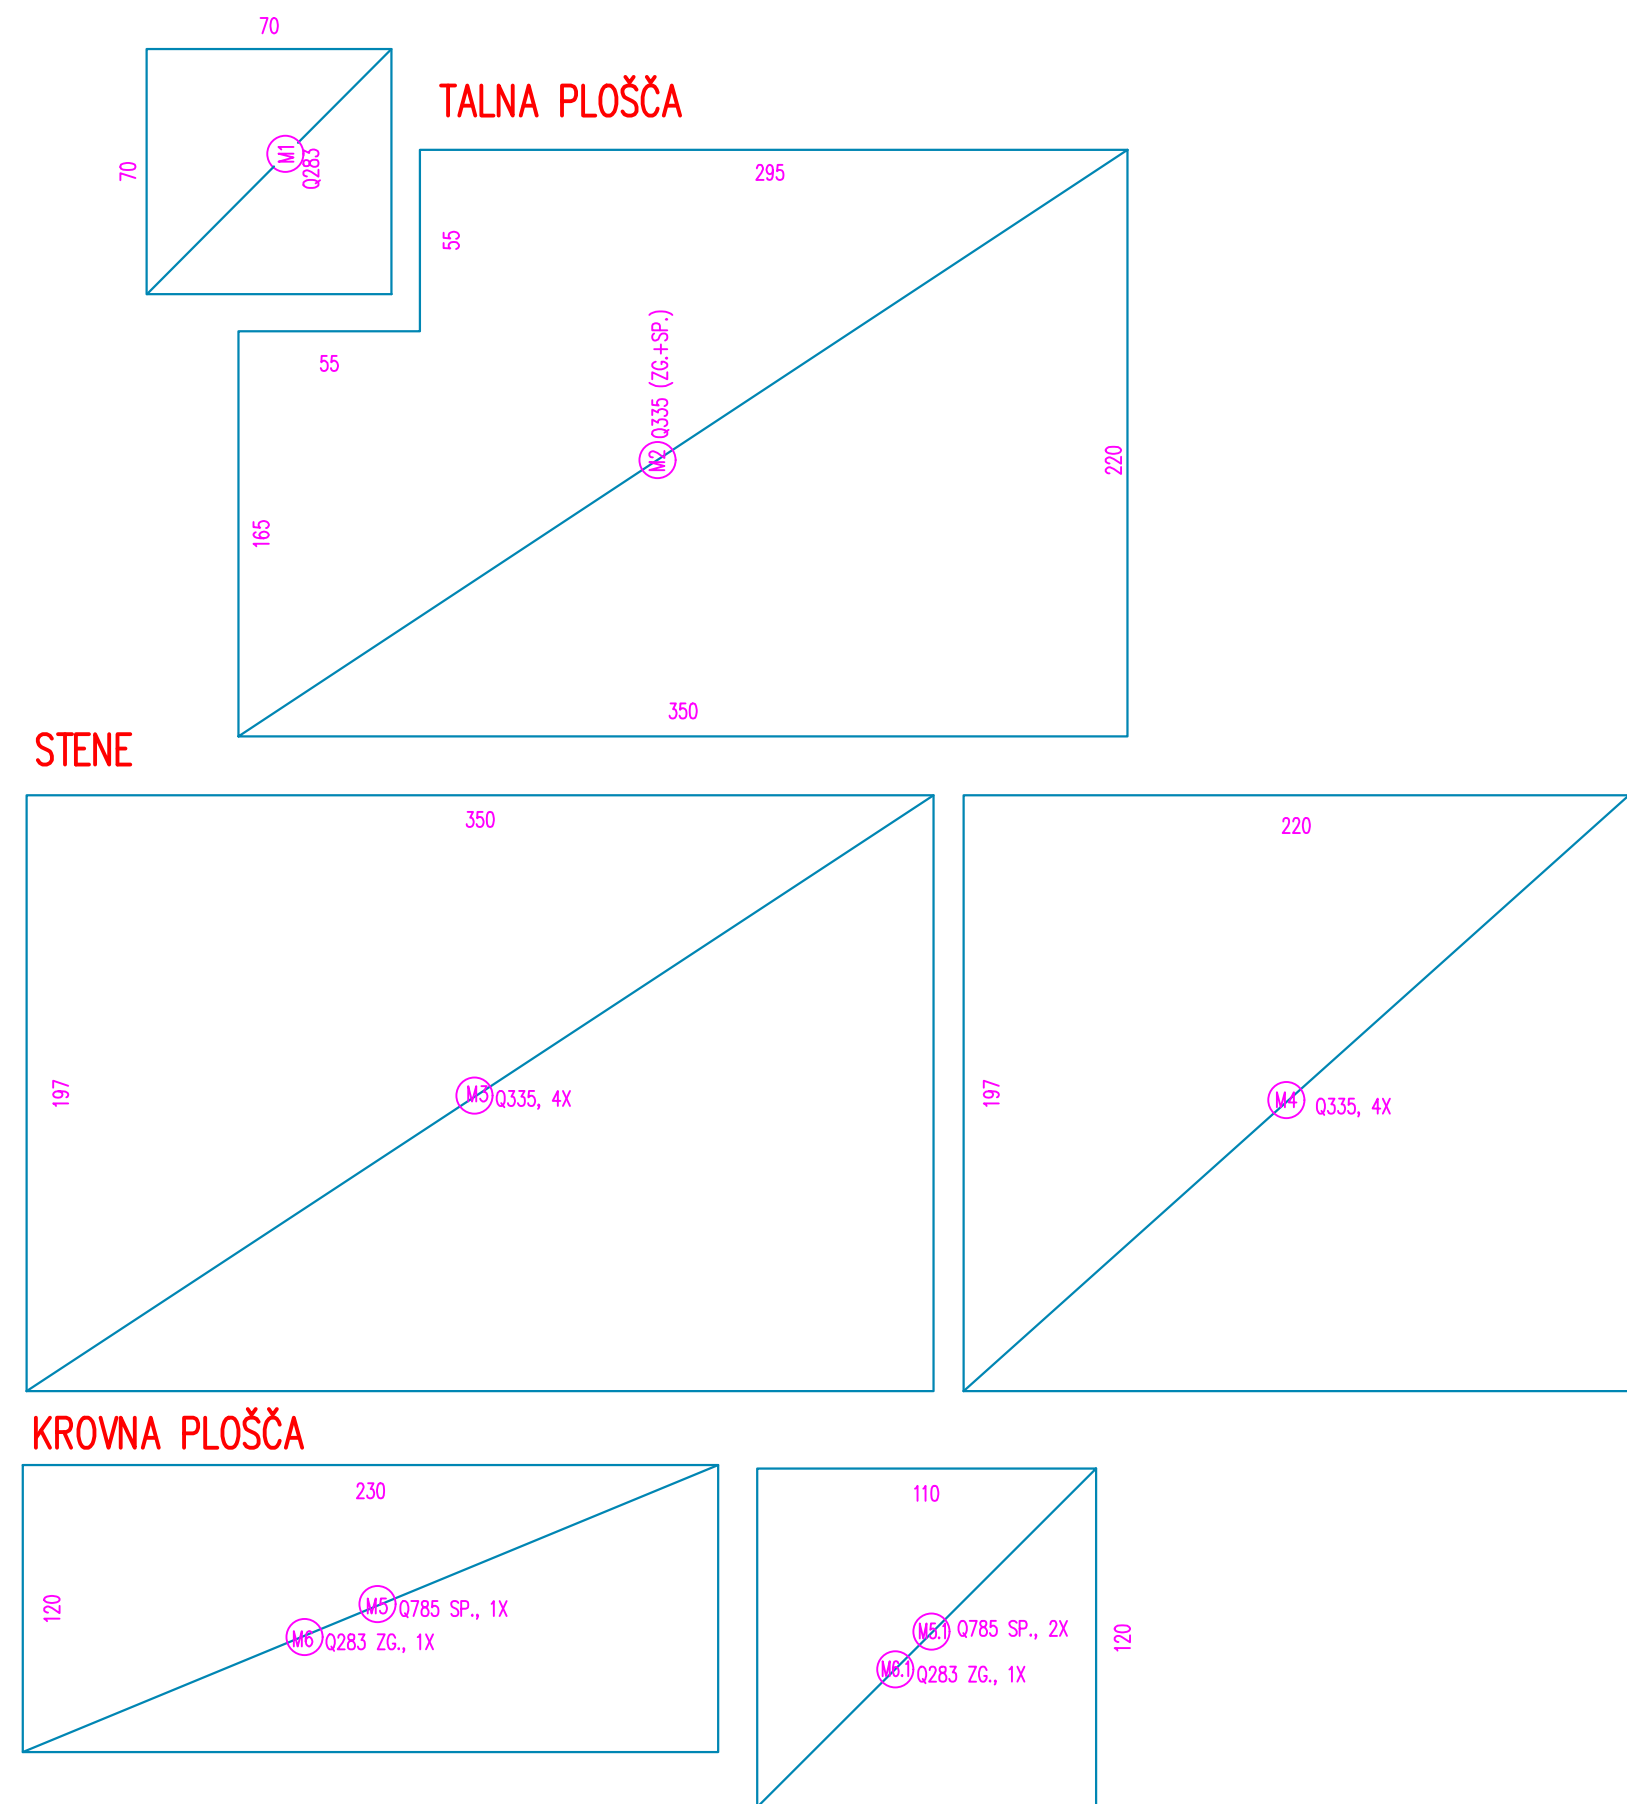 70
TALNA PLOŠČA
70
M1
Q283
295
55
55
M2 Q335 (ZG.+SP.)
220
165
350
STENE
350
220
197
M3 Q335, 4X
197
M4 Q335, 4X
KROVNA PLOŠČA
230
120
M5 Q785 SP., 1X
M6 Q283 ZG., 1X
110
M5.1 Q785 SP., 2X
120
M6.1 Q283 ZG., 1X